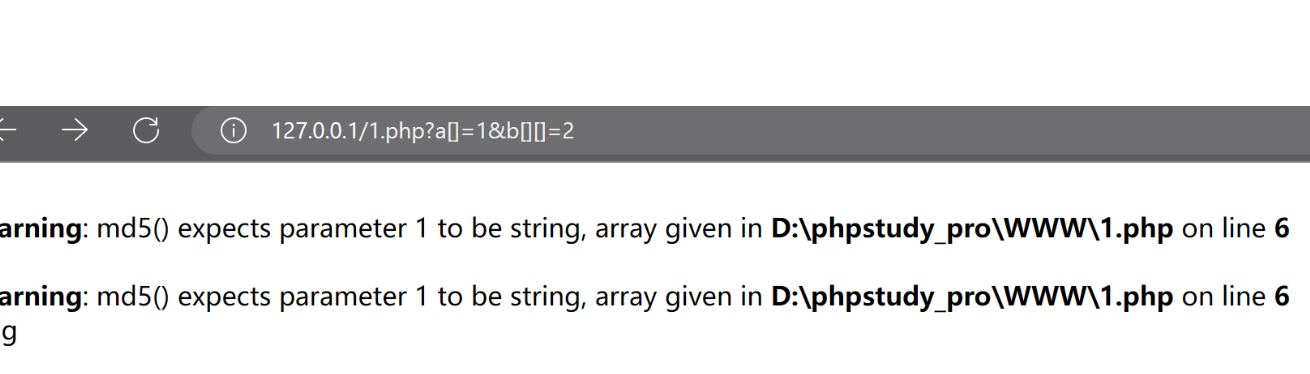 127.0.0.1/1.php?a[]=1&b[][]=2
arning: md5() expects parameter 1 to be string, array given in D:\phpstudy_pro\WWW\1.php on line 6
arning: md5() expects parameter 1 to be string, array given in D:\phpstudy_pro\WWW\1.php on line 6
g